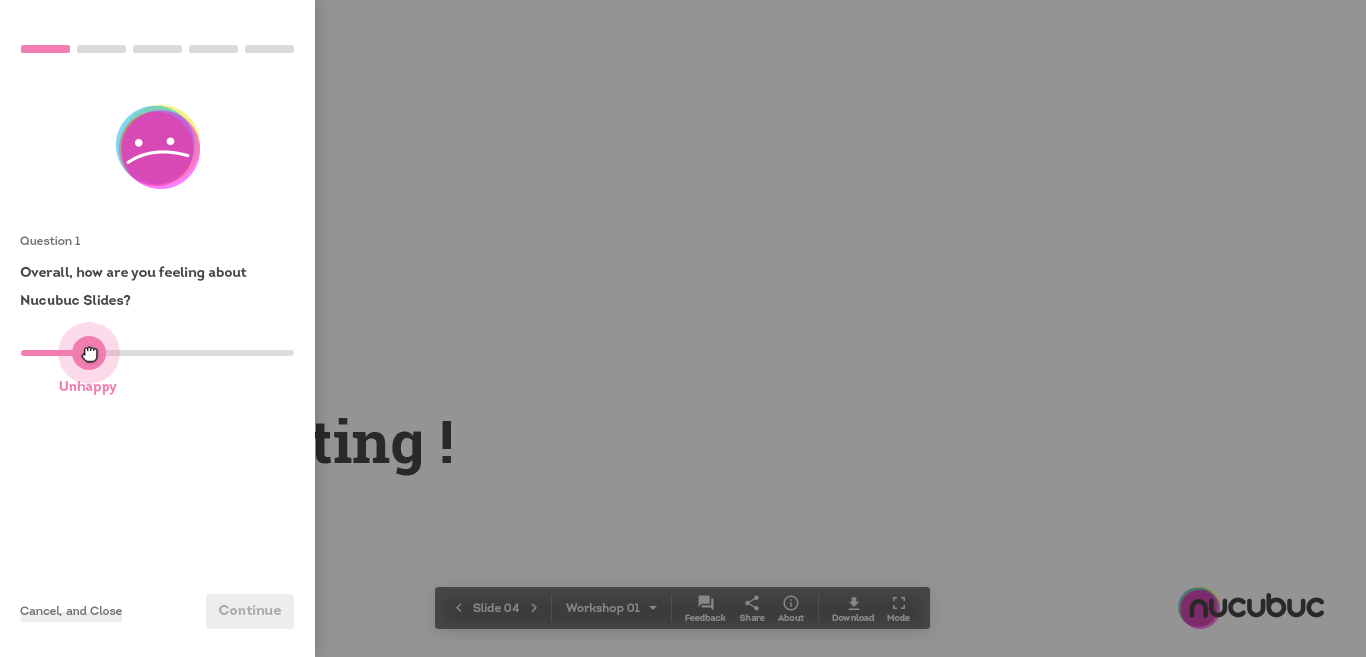 Question 1
Overall, how are you feeling about
Nucubuc Slides?
Unhappy
ting !
Cancel, and Close
Continue
Slide 04
Workshop 01
Feedback
Share
About
Download
Mode
nucubuc